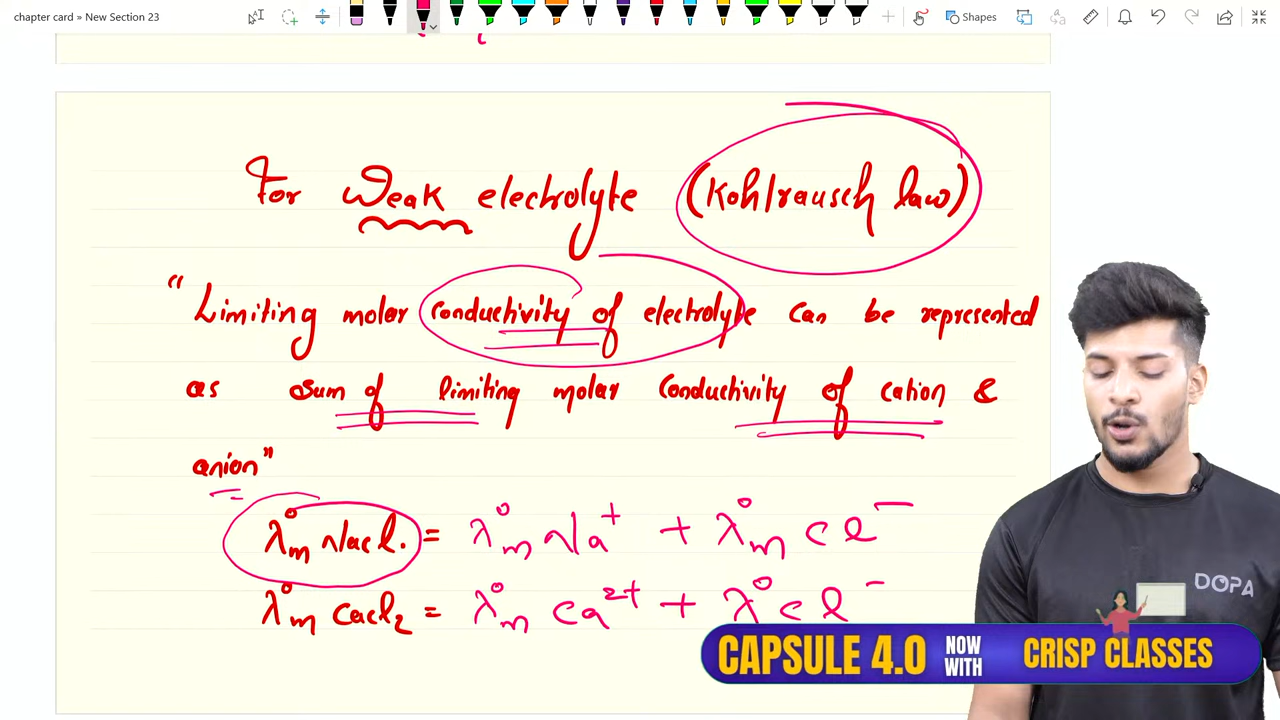 chapter card » New Section 23
Shapes
For Weak electrolyte (Kohlrausch law)
"Limiting molar conductivity of electrolyte can be represented
as sum of limiting molar conductivity of cation &
anion"
λ°m Nacl. = λ°m Na⁺ + λ°m cl⁻
λ°m cacl₂ = λ°m ca²⁺ + λ° cl⁻
DOPA
CAPSULE 4.0 NOW WITH CRISP CLASSES